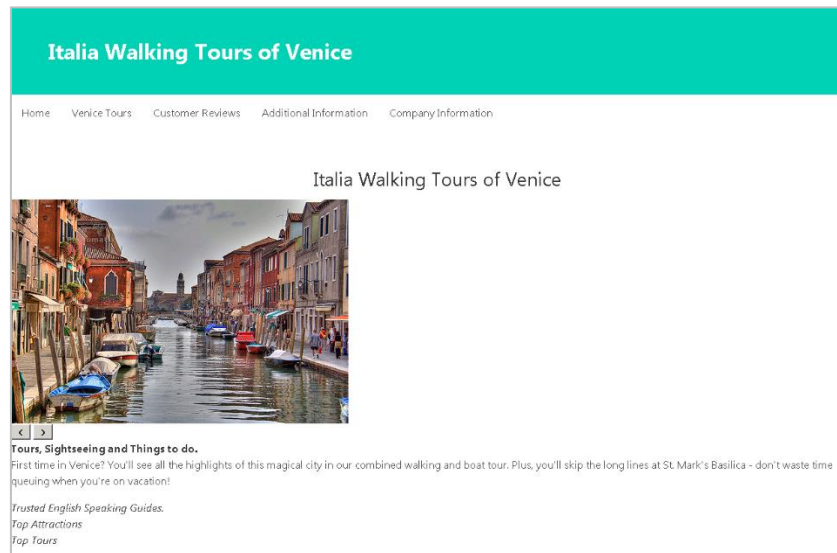 Italia Walking Tours of Venice
Home Venice Tours Customer Reviews Additional Information Company Information
Italia Walking Tours of Venice
‹ ›
Tours, Sightseeing and Things to do.
First time in Venice? You'll see all the highlights of this magical city in our combined walking and boat tour. Plus, you'll skip the long lines at St. Mark's Basilica - don't waste time
queuing when you're on vacation!
Trusted English Speaking Guides.
Top Attractions
Top Tours